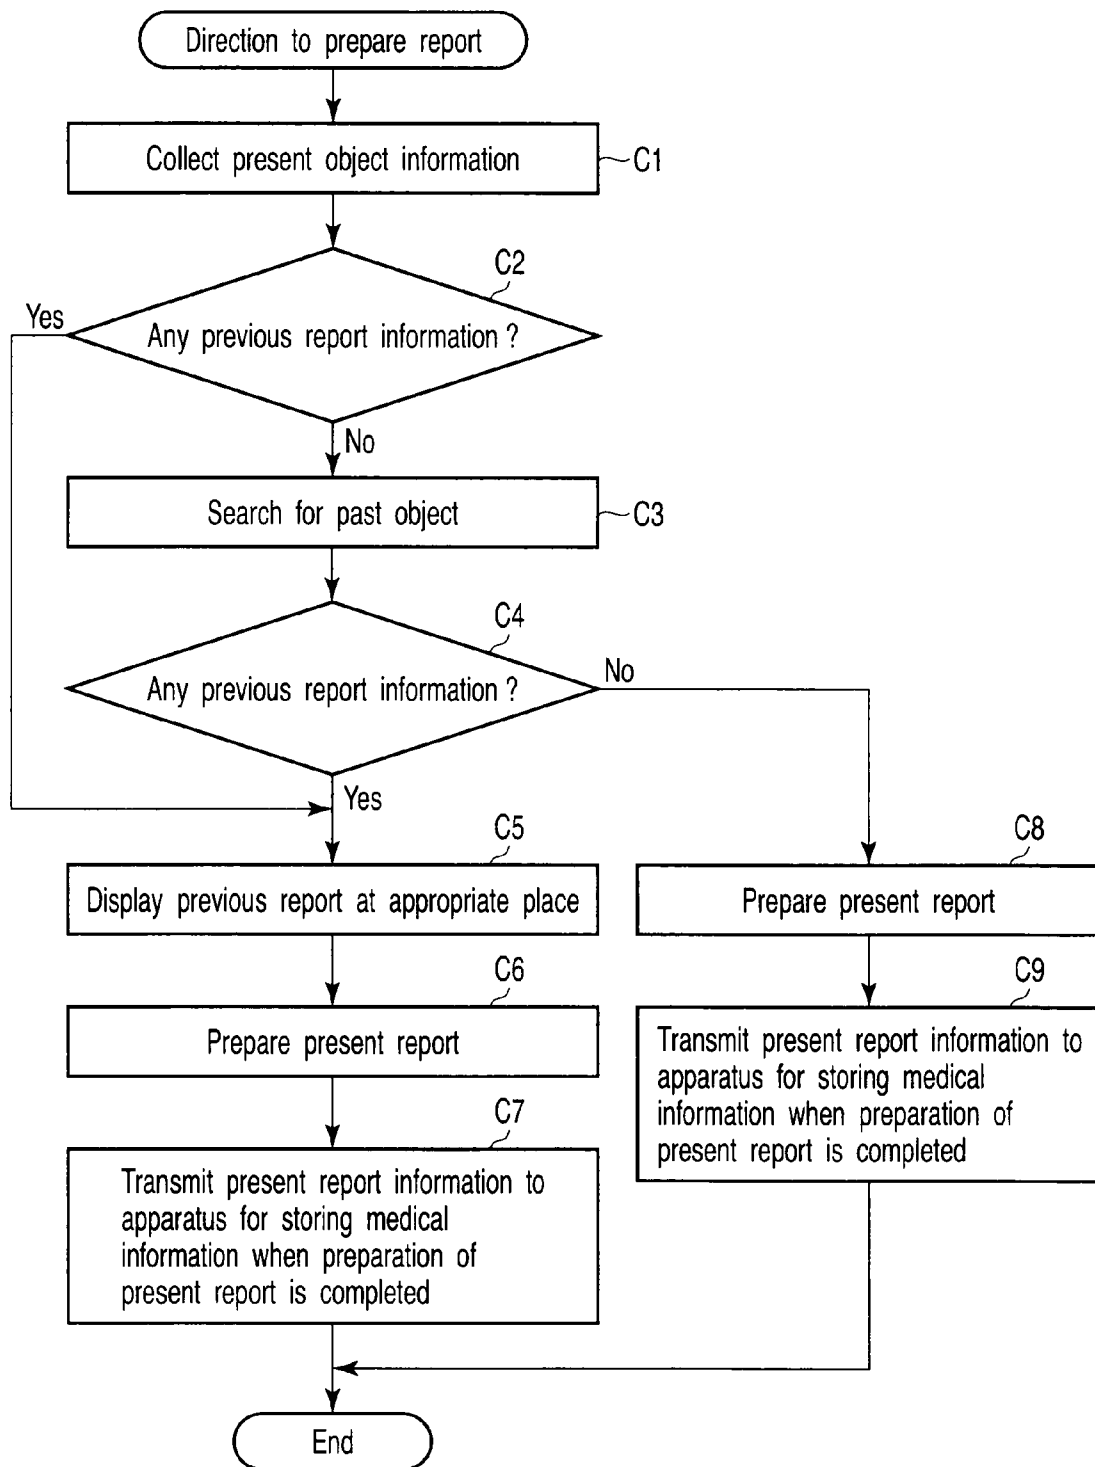 Direction to prepare report
Collect present object information
C1
C2
Yes
Any previous report information ?
No
Search for past object
C3
C4
No
Any previous report information ?
Yes
C5
Display previous report at appropriate place
C6
Prepare present report
C7
Transmit present report information to
apparatus for storing medical
information when preparation of
present report is completed
C8
Prepare present report
C9
Transmit present report information to
apparatus for storing medical
information when preparation of
present report is completed
End